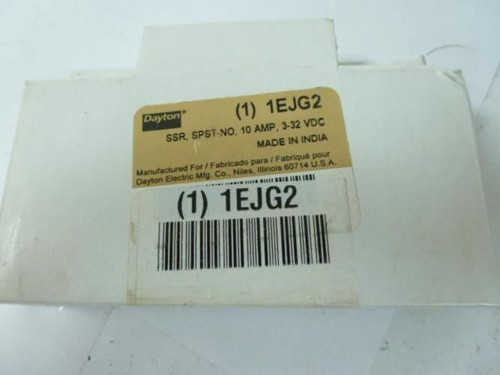 Dayton
(1) 1EJG2
SSR, SPST-NO, 10 AMP, 3-32 VDC
MADE IN INDIA
Manufactured For / Fabricado para / Fabriqué pour
Dayton Electric Mfg. Co., Niles, Illinois 60714 U.S.A.
(1) 1EJG2